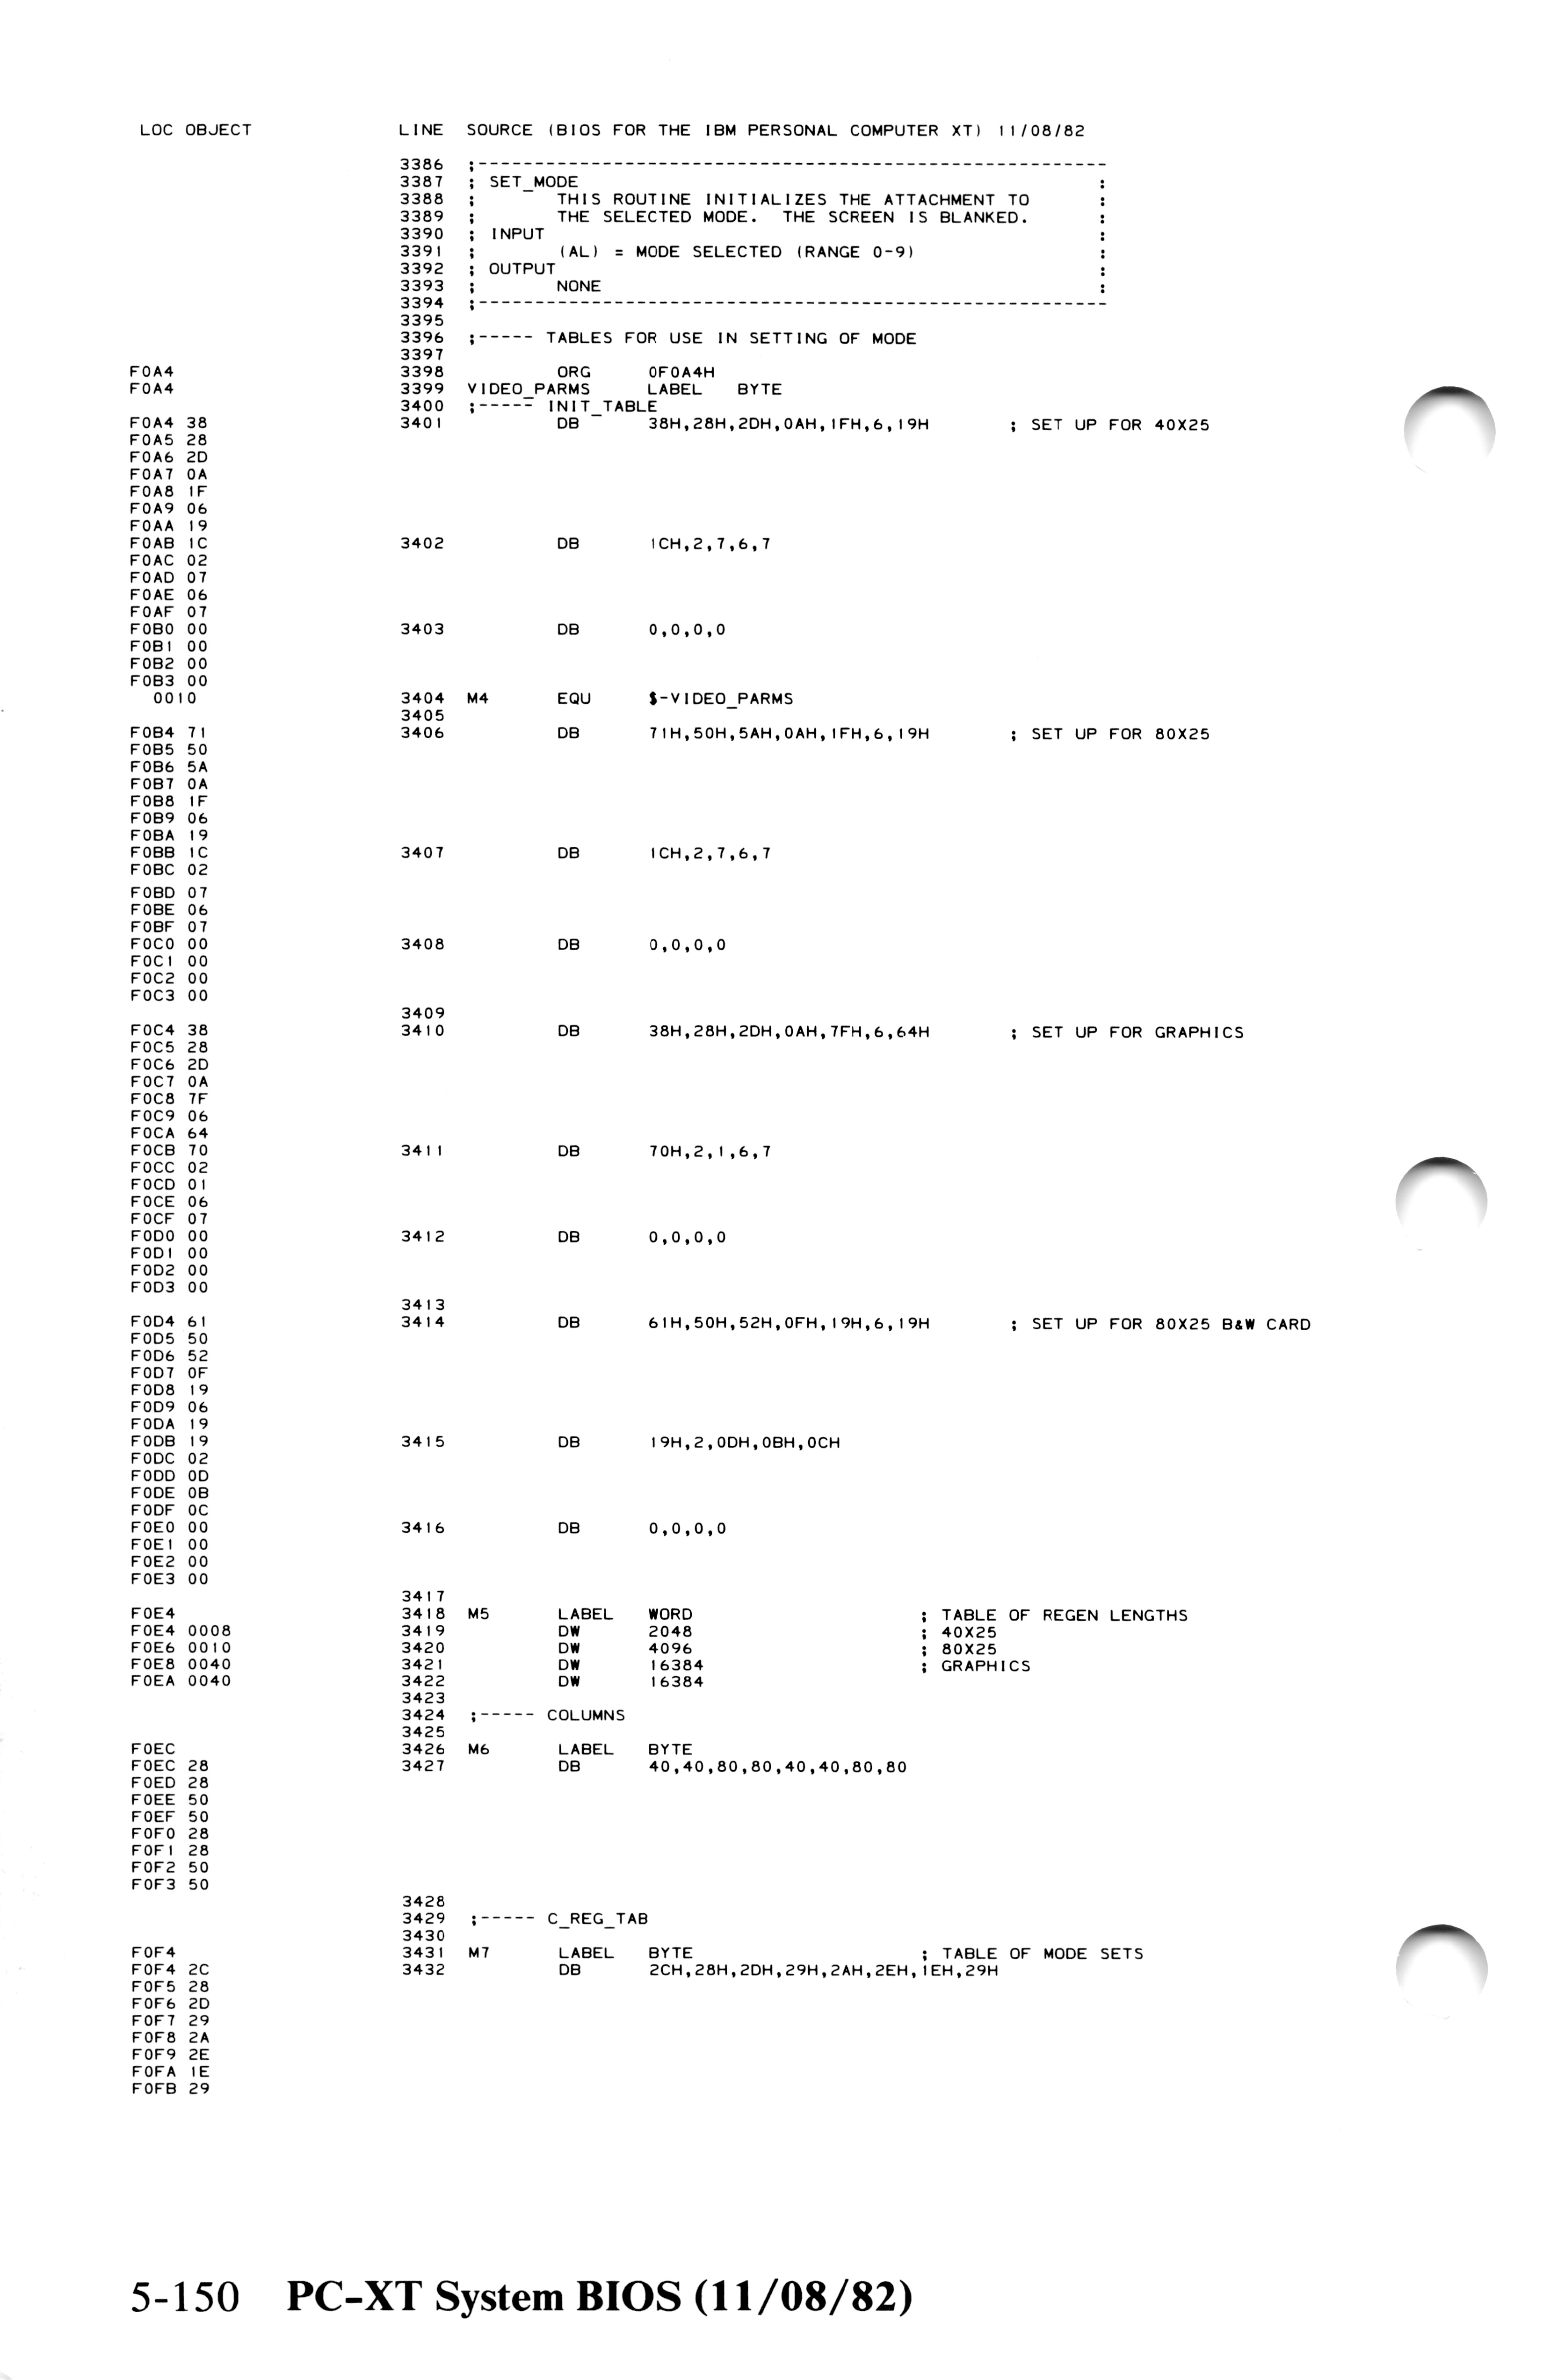 LOC OBJECT LINE SOURCE (BIOS FOR THE IBM PERSONAL COMPUTER XT) 11/08/82
3386 ;--------------------------------------------------------
3387 ; SET_MODE :
3388 ; THIS ROUTINE INITIALIZES THE ATTACHMENT TO :
3389 ; THE SELECTED MODE. THE SCREEN IS BLANKED. :
3390 ; INPUT :
3391 ; (AL) = MODE SELECTED (RANGE 0-9) :
3392 ; OUTPUT :
3393 ; NONE :
3394 ;--------------------------------------------------------
3395
3396 ;----- TABLES FOR USE IN SETTING OF MODE
3397
F0A4 3398 ORG 0F0A4H
F0A4 3399 VIDEO_PARMS LABEL BYTE
3400 ;----- INIT_TABLE
F0A4 38 3401 DB 38H,28H,2DH,0AH,1FH,6,19H ; SET UP FOR 40X25
F0A5 28
F0A6 2D
F0A7 0A
F0A8 1F
F0A9 06
F0AA 19
F0AB 1C 3402 DB 1CH,2,7,6,7
F0AC 02
F0AD 07
F0AE 06
F0AF 07
F0B0 00 3403 DB 0,0,0,0
F0B1 00
F0B2 00
F0B3 00
0010 3404 M4 EQU $-VIDEO_PARMS
3405
F0B4 71 3406 DB 71H,50H,5AH,0AH,1FH,6,19H ; SET UP FOR 80X25
F0B5 50
F0B6 5A
F0B7 0A
F0B8 1F
F0B9 06
F0BA 19
F0BB 1C 3407 DB 1CH,2,7,6,7
F0BC 02
F0BD 07
F0BE 06
F0BF 07
F0C0 00 3408 DB 0,0,0,0
F0C1 00
F0C2 00
F0C3 00
3409
F0C4 38 3410 DB 38H,28H,2DH,0AH,7FH,6,64H ; SET UP FOR GRAPHICS
F0C5 28
F0C6 2D
F0C7 0A
F0C8 7F
F0C9 06
F0CA 64
F0CB 70 3411 DB 70H,2,1,6,7
F0CC 02
F0CD 01
F0CE 06
F0CF 07
F0D0 00 3412 DB 0,0,0,0
F0D1 00
F0D2 00
F0D3 00
3413
F0D4 61 3414 DB 61H,50H,52H,0FH,19H,6,19H ; SET UP FOR 80X25 B&W CARD
F0D5 50
F0D6 52
F0D7 0F
F0D8 19
F0D9 06
F0DA 19
F0DB 19 3415 DB 19H,2,0DH,0BH,0CH
F0DC 02
F0DD 0D
F0DE 0B
F0DF 0C
F0E0 00 3416 DB 0,0,0,0
F0E1 00
F0E2 00
F0E3 00
3417
F0E4 3418 M5 LABEL WORD ; TABLE OF REGEN LENGTHS
F0E4 0008 3419 DW 2048 ; 40X25
F0E6 0010 3420 DW 4096 ; 80X25
F0E8 0040 3421 DW 16384 ; GRAPHICS
F0EA 0040 3422 DW 16384
3423
3424 ;----- COLUMNS
3425
F0EC 3426 M6 LABEL BYTE
F0EC 28 3427 DB 40,40,80,80,40,40,80,80
F0ED 28
F0EE 50
F0EF 50
F0F0 28
F0F1 28
F0F2 50
F0F3 50
3428
3429 ;----- C_REG_TAB
3430
F0F4 3431 M7 LABEL BYTE ; TABLE OF MODE SETS
F0F4 2C 3432 DB 2CH,28H,2DH,29H,2AH,2EH,1EH,29H
F0F5 28
F0F6 2D
F0F7 29
F0F8 2A
F0F9 2E
F0FA 1E
F0FB 29
5-150 PC-XT System BIOS (11/08/82)